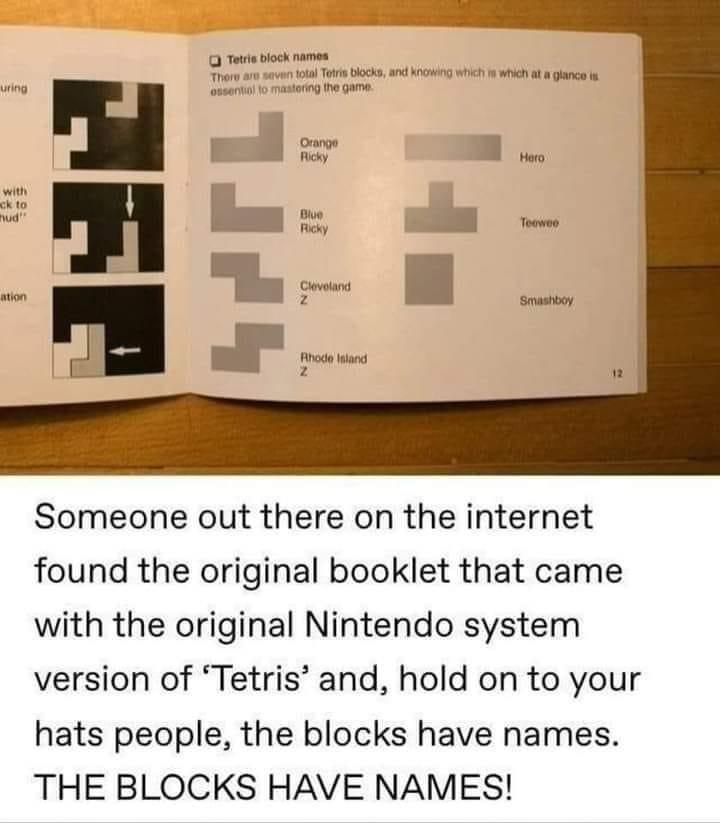 uring
with
ck to
nud"
ation
❏ Tetris block names
There are seven total Tetris blocks, and knowing which is which at a glance is
essential to mastering the game.
Orange
Ricky
Blue
Ricky
Cleveland
Z
Rhode Island
Z
Hero
Teewee
Smashboy
12
Someone out there on the internet
found the original booklet that came
with the original Nintendo system
version of ‘Tetris’ and, hold on to your
hats people, the blocks have names.
THE BLOCKS HAVE NAMES!